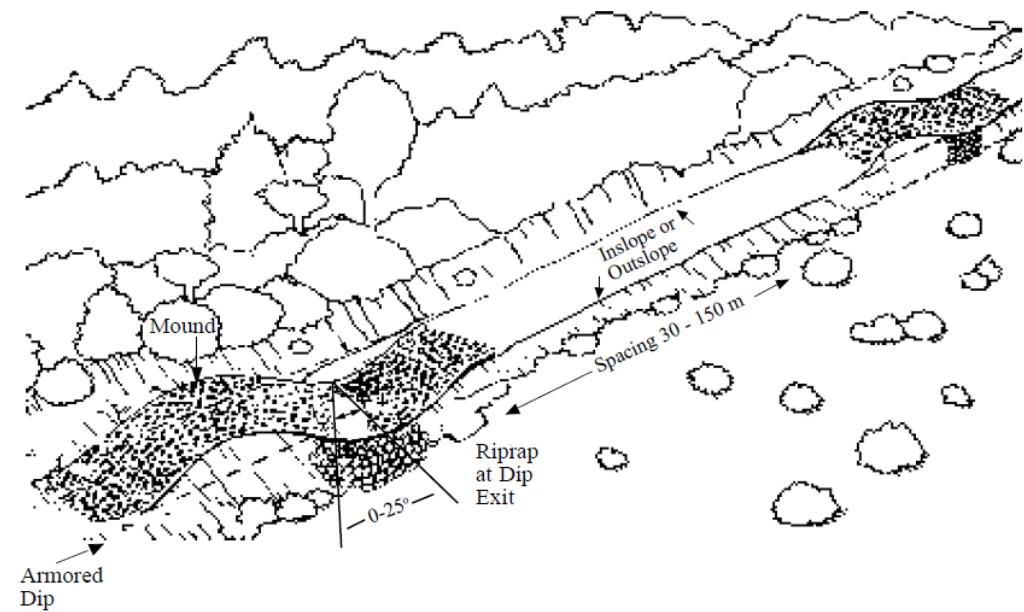 Inslope or
Outslope
Spacing 30 - 150 m
Mound
Riprap
at Dip
Exit
0-25º
Armored
Dip